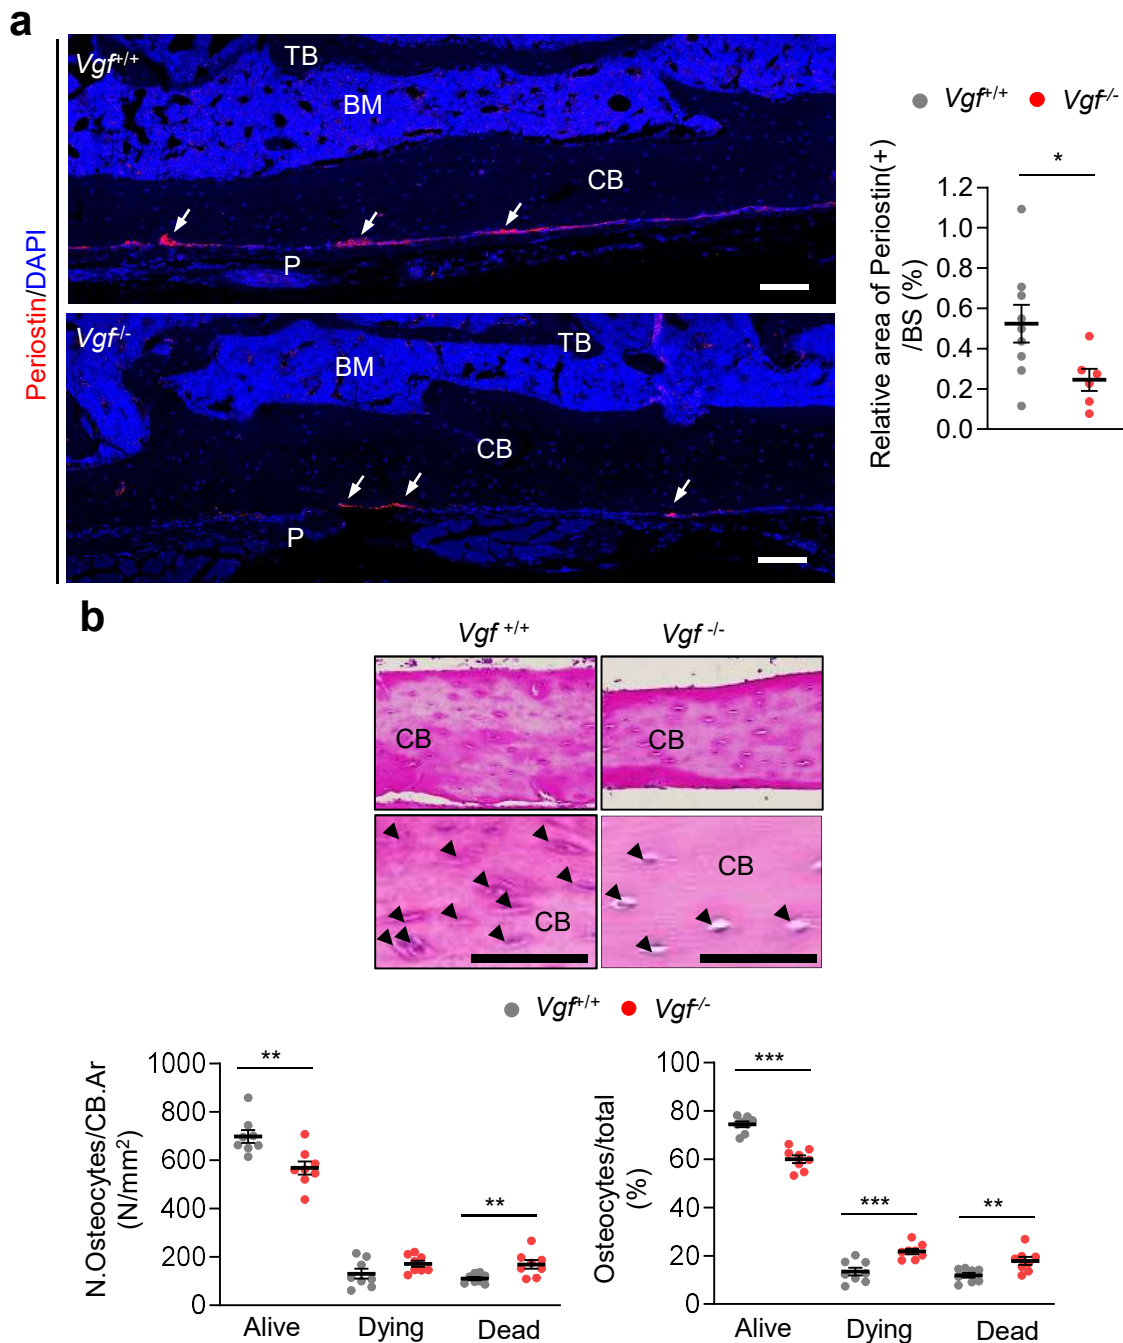 a
Vgf+/+
TB
BM
CB
P
Vgf-/-
TB
BM
CB
P
Periostin/DAPI
Vgf+/+ Vgf-/-
*
Relative area of Periostin(+)
/BS (%)
1.2
1.0
0.8
0.6
0.4
0.2
0.0
b
Vgf +/+ Vgf -/-
CB CB
CB
CB
Vgf+/+ Vgf-/-
N.Osteocytes/CB.Ar
(N/mm2)
1000
800
600
400
200
0
**
**
Alive Dying Dead
Osteocytes/total
(%)
100
80
60
40
20
0
***
***
**
Alive Dying Dead